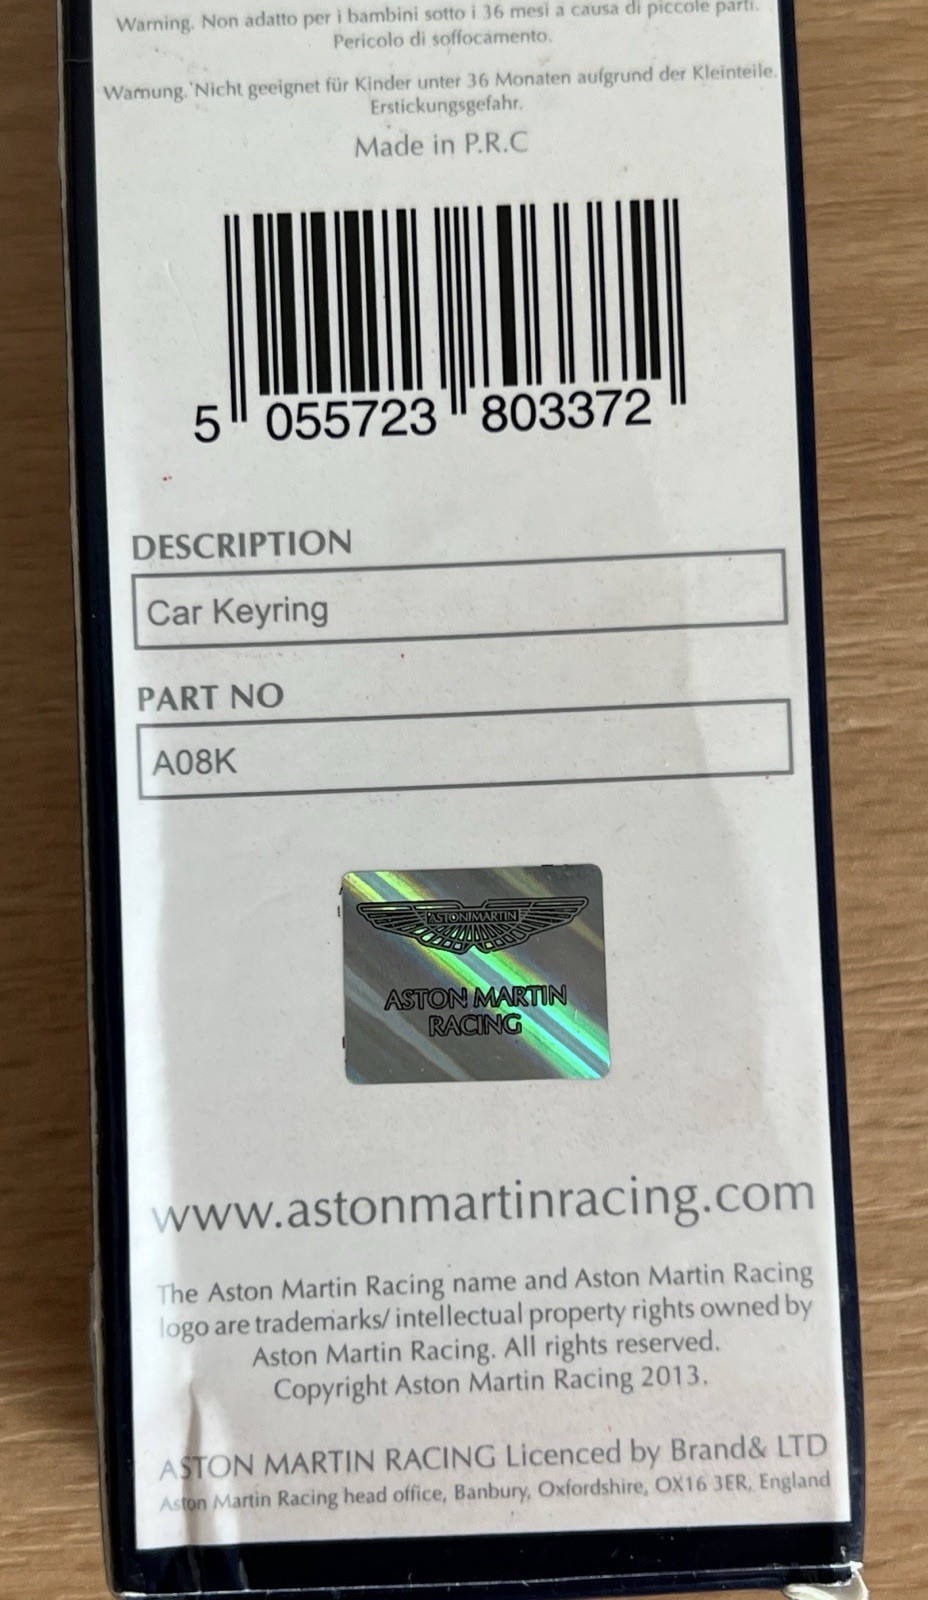 Warning. Non adatto per i bambini sotto i 36 mesi a causa di piccole parti.
Pericolo di soffocamento.
Warnung. Nicht geeignet für Kinder unter 36 Monaten aufgrund der Kleinteile.
Erstickungsgefahr.
Made in P.R.C
5 055723 803372
DESCRIPTION
Car Keyring
PART NO
A08K
ASTON MARTIN
ASTON MARTIN
RACING
www.astonmartinracing.com
The Aston Martin Racing name and Aston Martin Racing
logo are trademarks/ intellectual property rights owned by
Aston Martin Racing. All rights reserved.
Copyright Aston Martin Racing 2013.
ASTON MARTIN RACING Licenced by Brand& LTD
Aston Martin Racing head office, Banbury, Oxfordshire, OX16 3ER, England